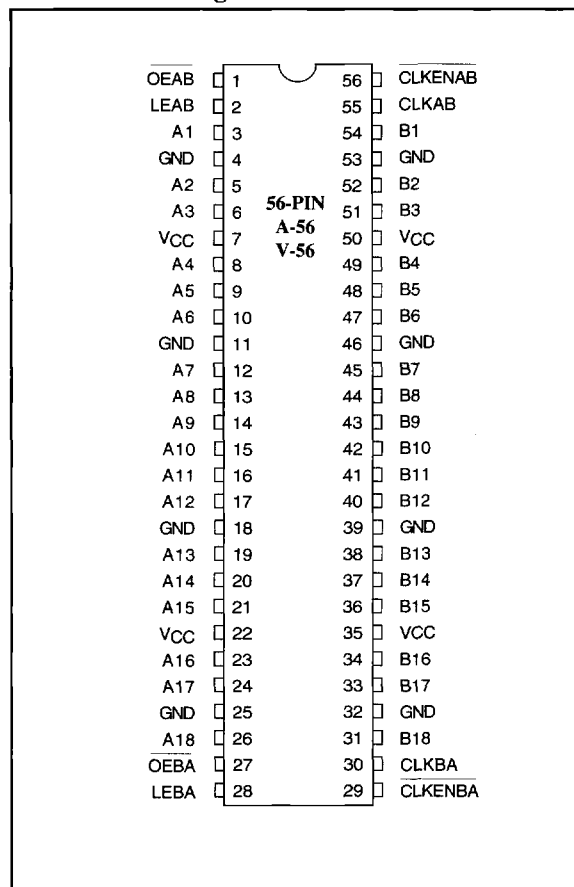 OEAB 1 56 CLKENAB
LEAB 2 55 CLKAB
A1 3 54 B1
GND 4 53 GND
A2 5 52 B2
A3 6 56-PIN 51 B3
VCC 7 A-56 50 VCC
A4 8 V-56 49 B4
A5 9 48 B5
A6 10 47 B6
GND 11 46 GND
A7 12 45 B7
A8 13 44 B8
A9 14 43 B9
A10 15 42 B10
A11 16 41 B11
A12 17 40 B12
GND 18 39 GND
A13 19 38 B13
A14 20 37 B14
A15 21 36 B15
VCC 22 35 VCC
A16 23 34 B16
A17 24 33 B17
GND 25 32 GND
A18 26 31 B18
OEBA 27 30 CLKBA
LEBA 28 29 CLKENBA